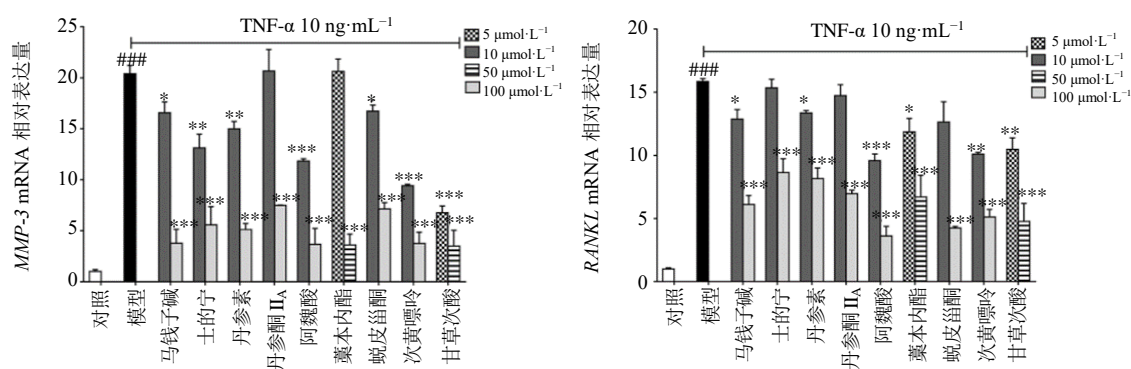 TNF-α 10 ng·mL⁻¹
MMP-3 mRNA 相对表达量
25
20
15
10
5
0
5 μmol·L⁻¹
10 μmol·L⁻¹
50 μmol·L⁻¹
100 μmol·L⁻¹
###
*
***
**
***
**
***
***
***
***
***
*
***
***
***
***
***
对照
模型
马钱子碱
士的宁
丹参素
丹参酮 IIA
阿魏酸
藁本内酯
蜕皮甾酮
次黄嘌呤
甘草次酸
TNF-α 10 ng·mL⁻¹
RANKL mRNA 相对表达量
20
15
10
5
0
5 μmol·L⁻¹
10 μmol·L⁻¹
50 μmol·L⁻¹
100 μmol·L⁻¹
###
*
***
***
*
***
***
***
***
*
***
***
**
***
**
***
对照
模型
马钱子碱
士的宁
丹参素
丹参酮 IIA
阿魏酸
藁本内酯
蜕皮甾酮
次黄嘌呤
甘草次酸